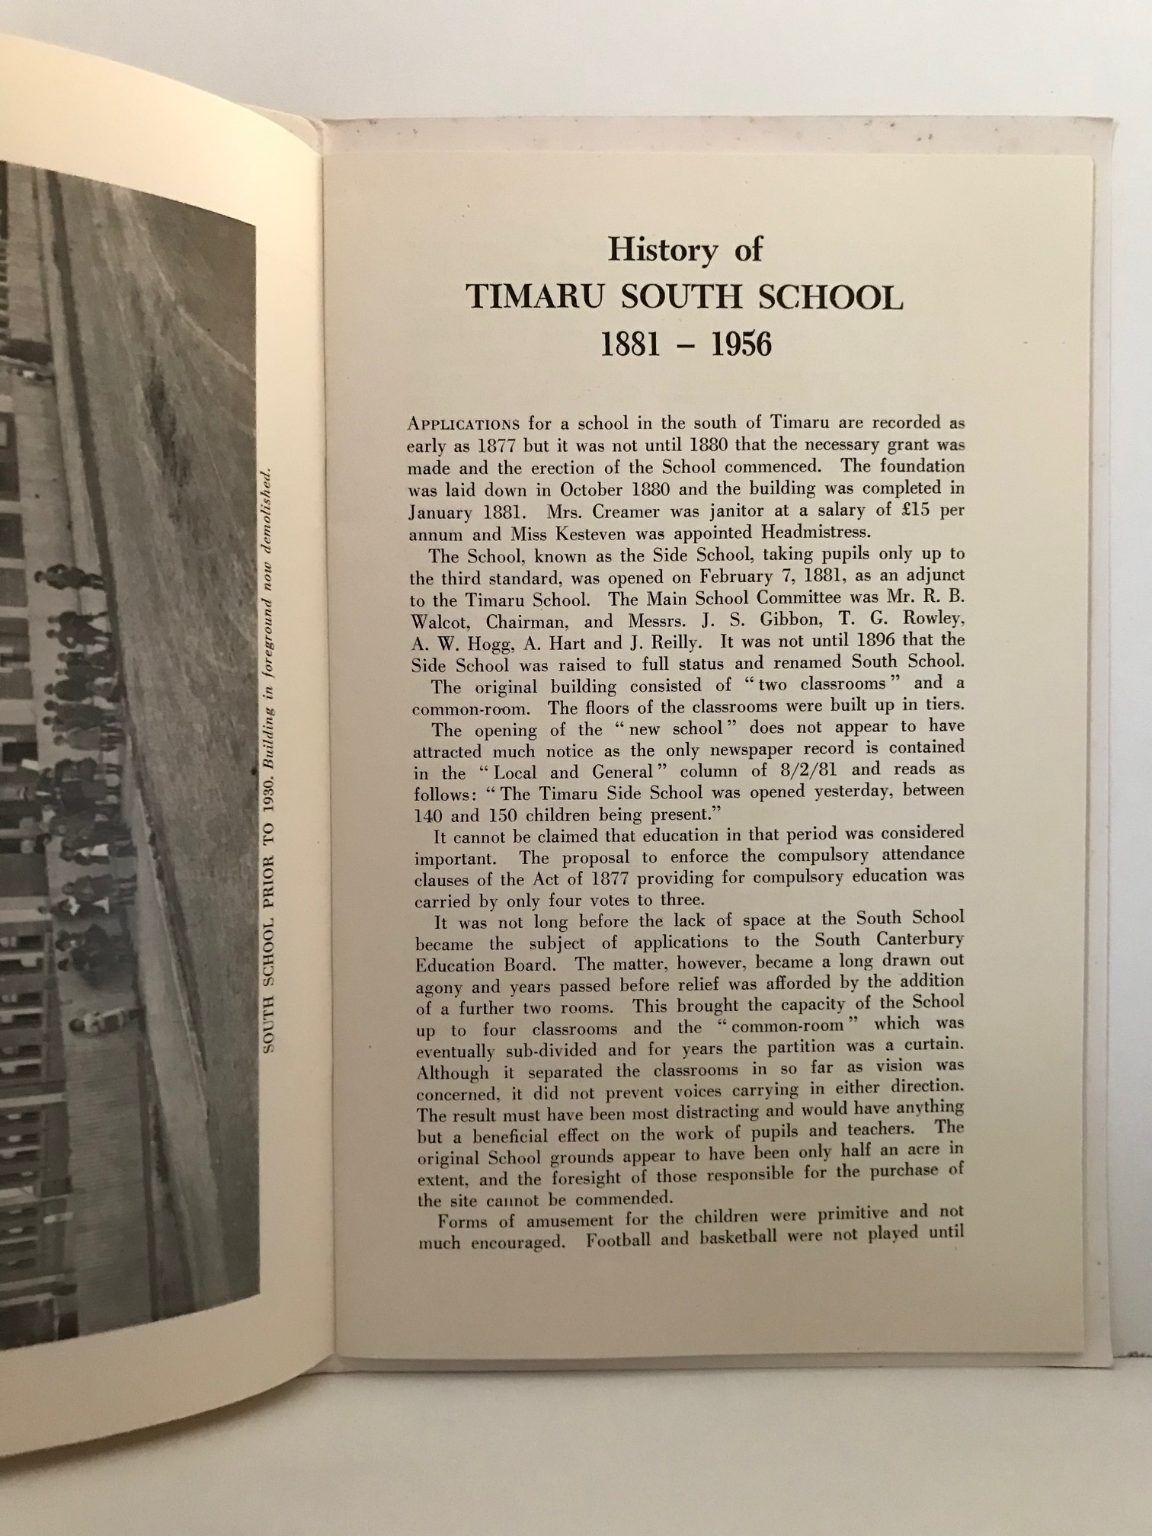 SOUTH SCHOOL PRIOR TO 1930. Building in foreground now demolished.
History of
TIMARU SOUTH SCHOOL
1881 – 1956
APPLICATIONS for a school in the south of Timaru are recorded as
early as 1877 but it was not until 1880 that the necessary grant was
made and the erection of the School commenced. The foundation
was laid down in October 1880 and the building was completed in
January 1881. Mrs. Creamer was janitor at a salary of £15 per
annum and Miss Kesteven was appointed Headmistress.
The School, known as the Side School, taking pupils only up to
the third standard, was opened on February 7, 1881, as an adjunct
to the Timaru School. The Main School Committee was Mr. R. B.
Walcot, Chairman, and Messrs. J. S. Gibbon, T. G. Rowley,
A. W. Hogg, A. Hart and J. Reilly. It was not until 1896 that the
Side School was raised to full status and renamed South School.
The original building consisted of “two classrooms” and a
common-room. The floors of the classrooms were built up in tiers.
The opening of the “new school” does not appear to have
attracted much notice as the only newspaper record is contained
in the “Local and General” column of 8/2/81 and reads as
follows: “The Timaru Side School was opened yesterday, between
140 and 150 children being present.”
It cannot be claimed that education in that period was considered
important. The proposal to enforce the compulsory attendance
clauses of the Act of 1877 providing for compulsory education was
carried by only four votes to three.
It was not long before the lack of space at the South School
became the subject of applications to the South Canterbury
Education Board. The matter, however, became a long drawn out
agony and years passed before relief was afforded by the addition
of a further two rooms. This brought the capacity of the School
up to four classrooms and the “common-room” which was
eventually sub-divided and for years the partition was a curtain.
Although it separated the classrooms in so far as vision was
concerned, it did not prevent voices carrying in either direction.
The result must have been most distracting and would have anything
but a beneficial effect on the work of pupils and teachers. The
original School grounds appear to have been only half an acre in
extent, and the foresight of those responsible for the purchase of
the site cannot be commended.
Forms of amusement for the children were primitive and not
much encouraged. Football and basketball were not played until